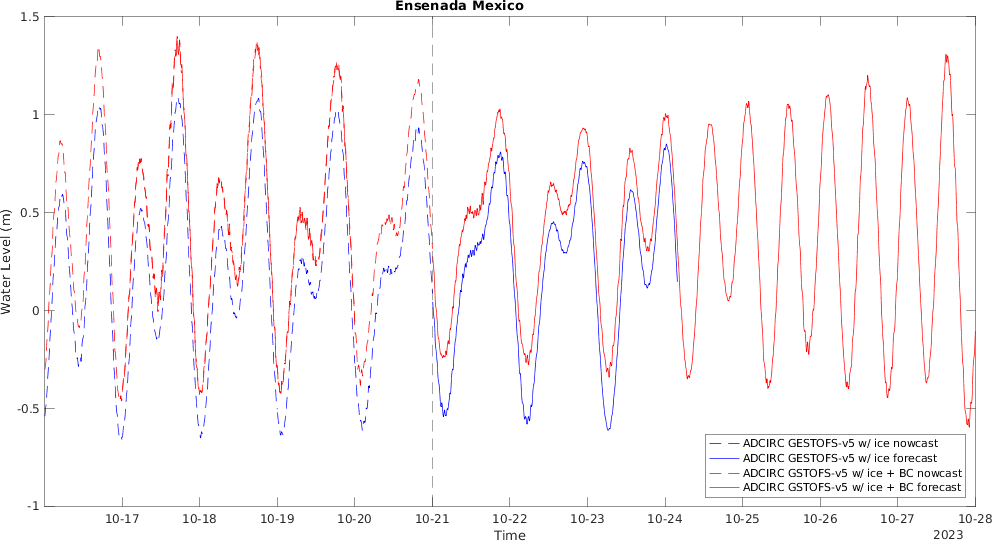 Ensenada Mexico
Water Level (m)
1.5
1
0.5
0
-0.5
-1
10-17 10-18 10-19 10-20 10-21 10-22 10-23 10-24 10-25 10-26 10-27 10-28
Time
2023
ADCIRC GESTOFS-v5 w/ ice nowcast
ADCIRC GESTOFS-v5 w/ ice forecast
ADCIRC GSTOFS-v5 w/ ice + BC nowcast
ADCIRC GSTOFS-v5 w/ ice + BC forecast